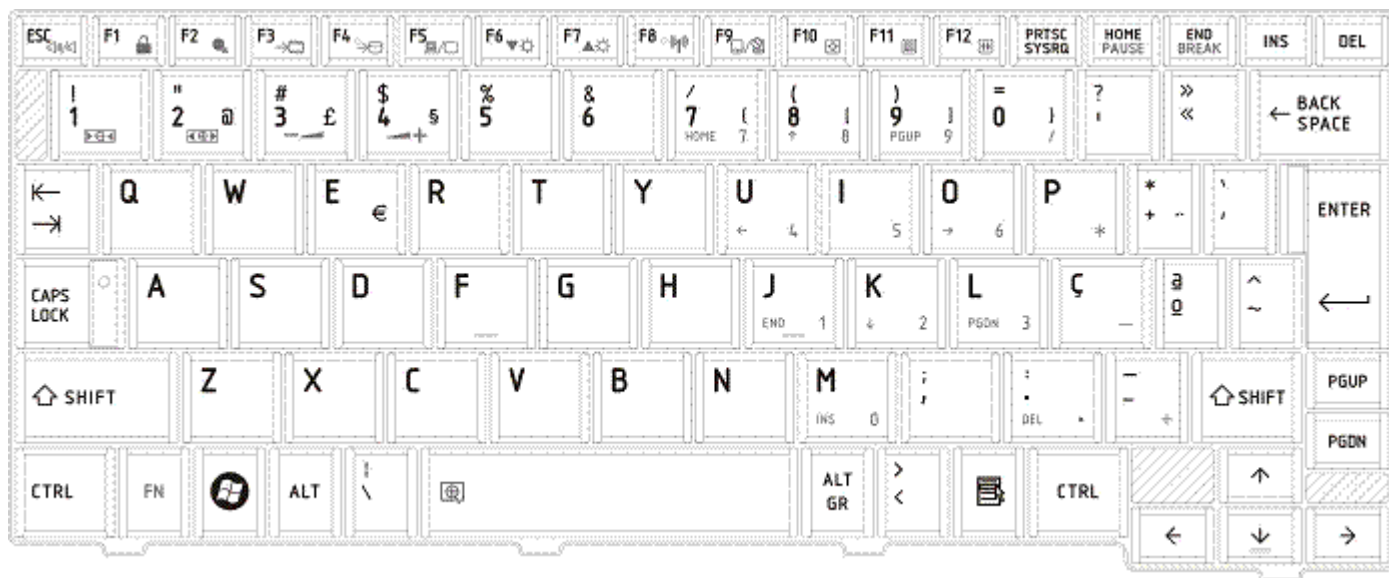 ESC F1 F2 F3 F4 F5 F6 F7 F8 F9 F10 F11 F12 PRTSC HOME END INS DEL
SYSRQ PAUSE BREAK
! " # $ % & / ( ) = ? » BACK
1 2 @ 3 £ 4 § 5 6 7 { 8 [ 9 ] 0 } ' « ← SPACE
HOME 7 ↑ 8 PGUP 9 /
Q W E R T Y U I O P * ` ENTER
€ + ¨ ´
← 4 5 → 6 *
CAPS A S D F G H J K L Ç ª ^
LOCK º ~
END 1 ↓ 2 PGDN 3 –
SHIFT Z X C V B N M ; : _ SHIFT PGUP
, . -
INS 0 DEL . + PGDN
CTRL FN ALT | ALT > CTRL ↑
\ GR <
← ↓ →